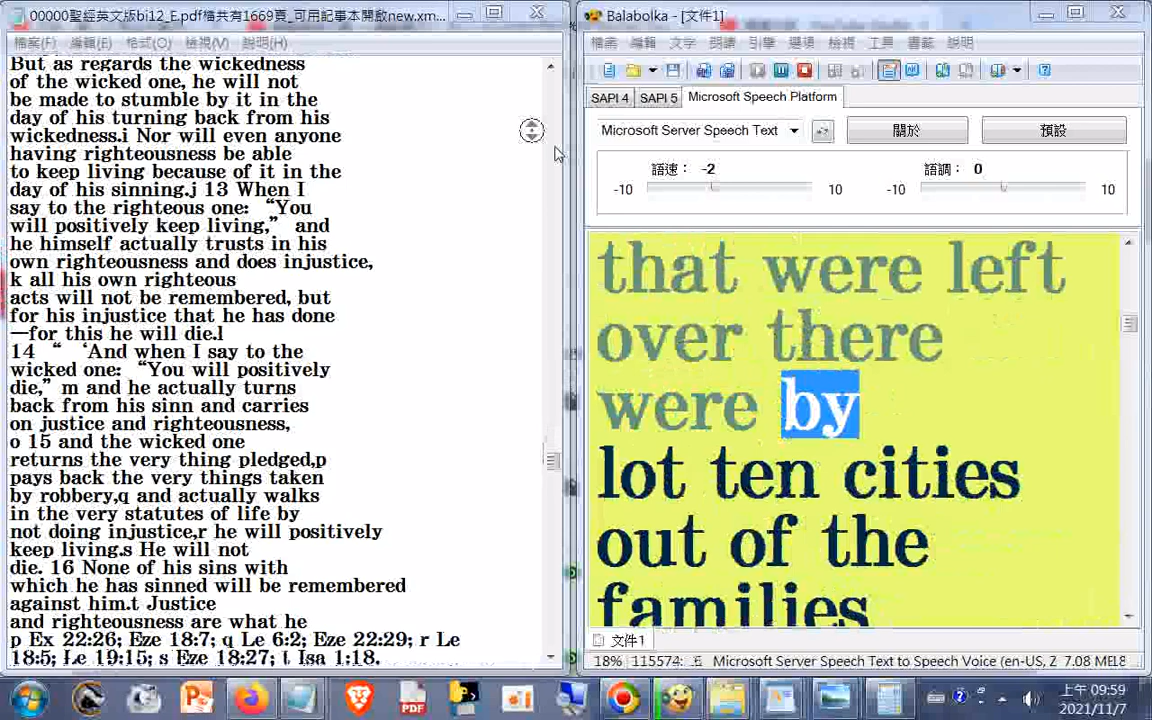 00000聖經英文版bi12_E.pdf檔共有1669頁_可用記事本開啟new.xm...
檔案(F) 編輯(E) 格式(O) 檢視(V) 說明(H)
But as regards the wickedness
of the wicked one, he will not
be made to stumble by it in the
day of his turning back from his
wickedness.i Nor will even anyone
having righteousness be able
to keep living because of it in the
day of his sinning.j 13 When I
say to the righteous one: “You
will positively keep living,” and
he himself actually trusts in his
own righteousness and does injustice,
k all his own righteous
acts will not be remembered, but
for his injustice that he has done
—for this he will die.l
14 “ ‘And when I say to the
wicked one: “You will positively
die,” m and he actually turns
back from his sinn and carries
on justice and righteousness,
o 15 and the wicked one
returns the very thing pledged,p
pays back the very things taken
by robbery,q and actually walks
in the very statutes of life by
not doing injustice,r he will positively
keep living.s He will not
die. 16 None of his sins with
which he has sinned will be remembered
against him.t Justice
and righteousness are what he
p Ex 22:26; Eze 18:7; q Le 6:2; Eze 22:29; r Le
18:5; Le 19:15; s Eze 18:27; t Isa 1:18.
Balabolka - [文件1]
檔案 編輯 文字 朗讀 引擎 選項 檢視 工具 書籤 說明
SAPI 4 SAPI 5 Microsoft Speech Platform
Microsoft Server Speech Text 關於 預設
語速: -2 語調: 0
-10 10 -10 10
that were left
over there
were by
lot ten cities
out of the
families
文件1
18% 115574: Microsoft Server Speech Text to Speech Voice (en-US, Z 7.08 MЕ18%
上午 09:59
2021/11/7